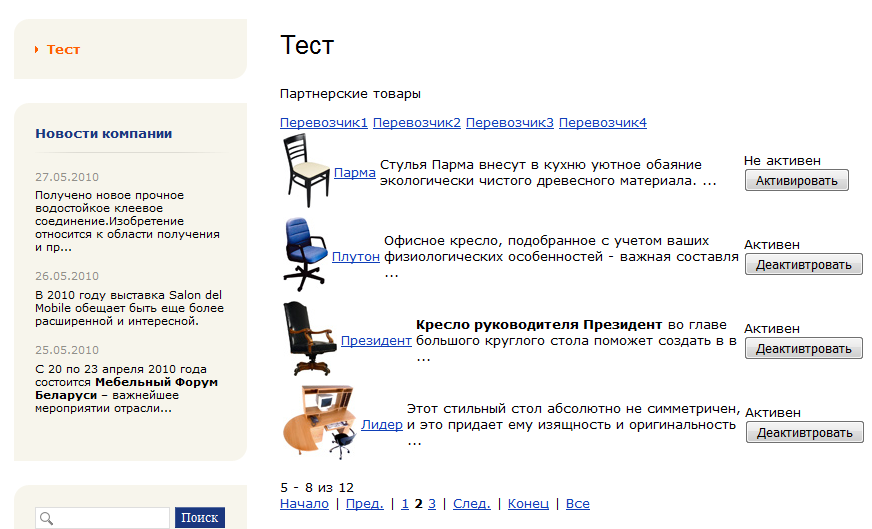 Тест
Новости компании
27.05.2010
Получено новое прочное
водостойкое клеевое
соединение.Изобретение
относится к области получения
и пр...
26.05.2010
В 2010 году выставка Salon del
Mobile обещает быть еще более
расширенной и интересной.
25.05.2010
С 20 по 23 апреля 2010 года
состоится Мебельный Форум
Беларуси – важнейшее
мероприятии отрасли...
Поиск
Тест
Партнерские товары
Перевозчик1 Перевозчик2 Перевозчик3 Перевозчик4
Парма
Стулья Парма внесут в кухню уютное обаяние
экологически чистого древесного материала. ...
Не активен
Активировать
Плутон
Офисное кресло, подобранное с учетом ваших
физиологических особенностей - важная составля
...
Активен
Деактивтровать
Президент
Кресло руководителя Президент во главе
большого круглого стола поможет создать в в
...
Активен
Деактивтровать
Лидер
Этот стильный стол абсолютно не симметричен,
и это придает ему изящность и оригинальность
...
Активен
Деактивтровать
5 - 8 из 12
Начало | Пред. | 1 2 3 | След. | Конец | Все